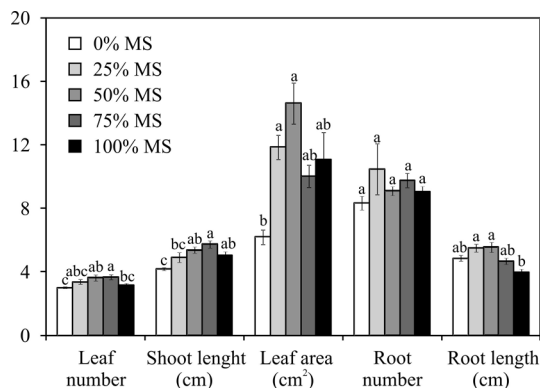 20
16
12
8
4
0
0% MS
25% MS
50% MS
75% MS
100% MS
c
abc
ab
a
bc
c
bc
ab
a
ab
b
a
a
ab
ab
a
a
a
a
a
ab
a
a
ab
b
Leaf number
Shoot lenght (cm)
Leaf area (cm²)
Root number
Root length (cm)